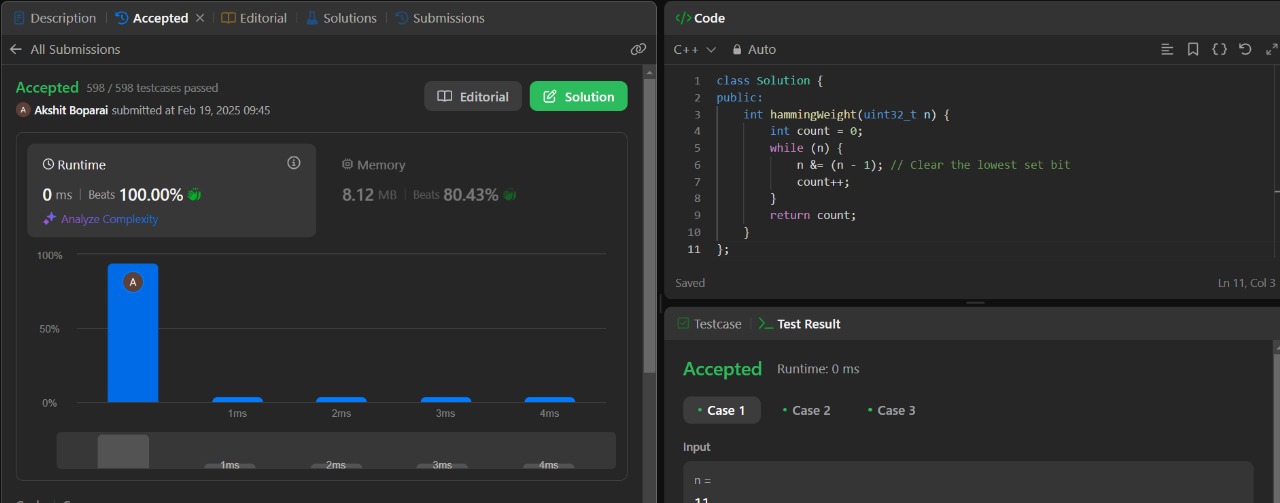 Description
Accepted
Editorial
Solutions
Submissions
All Submissions
Accepted 598 / 598 testcases passed
A Akshit Boparai submitted at Feb 19, 2025 09:45
Editorial
Solution
Runtime
0 ms Beats 100.00%
Analyze Complexity
Memory
8.12 MB Beats 80.43%
100%
50%
0%
A
1ms 2ms 3ms 4ms
1ms 2ms 3ms 4ms
</> Code
C++ Auto
1 class Solution {
2 public:
3 int hammingWeight(uint32_t n) {
4 int count = 0;
5 while (n) {
6 n &= (n - 1); // Clear the lowest set bit
7 count++;
8 }
9 return count;
10 }
11 };
Saved Ln 11, Col 3
Testcase
Test Result
Accepted Runtime: 0 ms
Case 1
Case 2
Case 3
Input
n =
11